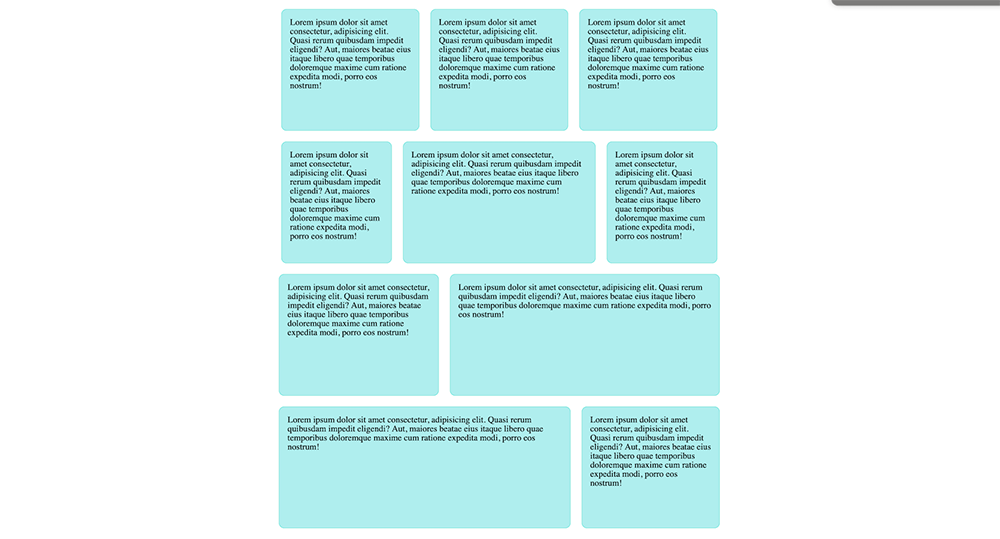 Lorem ipsum dolor sit amet
consectetur, adipisicing elit.
Quasi rerum quibusdam impedit
eligendi? Aut, maiores beatae eius
itaque libero quae temporibus
doloremque maxime cum ratione
expedita modi, porro eos
nostrum!
Lorem ipsum dolor sit amet
consectetur, adipisicing elit.
Quasi rerum quibusdam impedit
eligendi? Aut, maiores beatae eius
itaque libero quae temporibus
doloremque maxime cum ratione
expedita modi, porro eos
nostrum!
Lorem ipsum dolor sit amet
consectetur, adipisicing elit.
Quasi rerum quibusdam impedit
eligendi? Aut, maiores beatae eius
itaque libero quae temporibus
doloremque maxime cum ratione
expedita modi, porro eos
nostrum!
Lorem ipsum dolor sit
amet consectetur,
adipisicing elit. Quasi
rerum quibusdam impedit
eligendi? Aut, maiores
beatae eius itaque libero
quae temporibus
doloremque maxime cum
ratione expedita modi,
porro eos nostrum!
Lorem ipsum dolor sit amet consectetur,
adipisicing elit. Quasi rerum quibusdam impedit
eligendi? Aut, maiores beatae eius itaque libero
quae temporibus doloremque maxime cum
ratione expedita modi, porro eos nostrum!
Lorem ipsum dolor sit
amet consectetur,
adipisicing elit. Quasi
rerum quibusdam impedit
eligendi? Aut, maiores
beatae eius itaque libero
quae temporibus
doloremque maxime cum
ratione expedita modi,
porro eos nostrum!
Lorem ipsum dolor sit amet consectetur,
adipisicing elit. Quasi rerum quibusdam
impedit eligendi? Aut, maiores beatae
eius itaque libero quae temporibus
doloremque maxime cum ratione
expedita modi, porro eos nostrum!
Lorem ipsum dolor sit amet consectetur, adipisicing elit. Quasi rerum
quibusdam impedit eligendi? Aut, maiores beatae eius itaque libero
quae temporibus doloremque maxime cum ratione expedita modi, porro
eos nostrum!
Lorem ipsum dolor sit amet consectetur, adipisicing elit. Quasi rerum
quibusdam impedit eligendi? Aut, maiores beatae eius itaque libero quae
temporibus doloremque maxime cum ratione expedita modi, porro eos
nostrum!
Lorem ipsum dolor sit amet
consectetur, adipisicing elit.
Quasi rerum quibusdam impedit
eligendi? Aut, maiores beatae eius
itaque libero quae temporibus
doloremque maxime cum ratione
expedita modi, porro eos
nostrum!